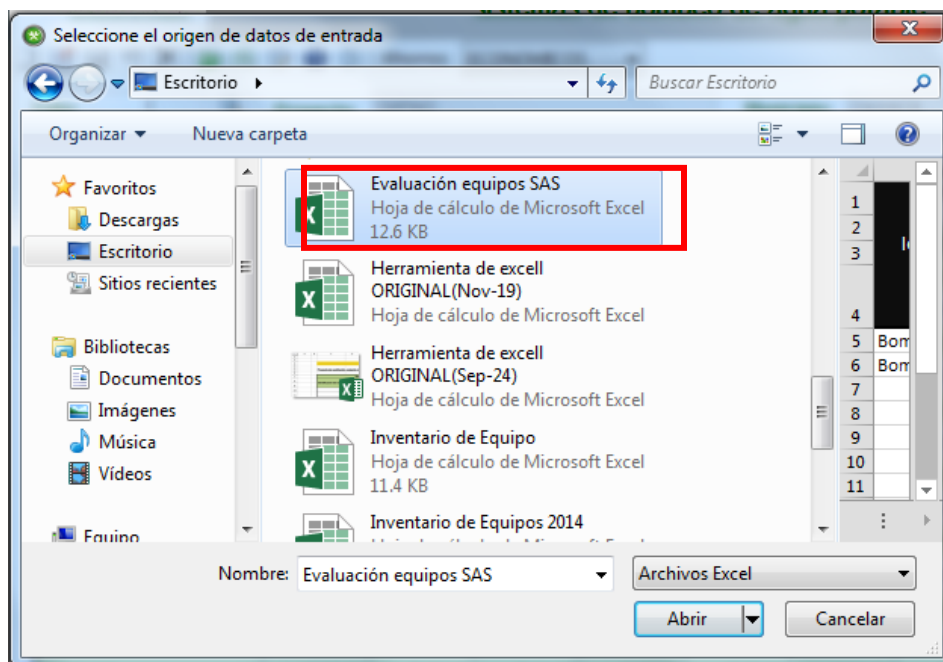 Seleccione el origen de datos de entrada
Escritorio
Buscar Escritorio
Organizar
Nueva carpeta
Favoritos
Descargas
Escritorio
Sitios recientes
Bibliotecas
Documentos
Imágenes
Música
Vídeos
Equipo
Evaluación equipos SAS
Hoja de cálculo de Microsoft Excel
12.6 KB
Herramienta de excell
ORIGINAL(Nov-19)
Hoja de cálculo de Microsoft Excel
Herramienta de excell
ORIGINAL(Sep-24)
Hoja de cálculo de Microsoft Excel
Inventario de Equipo
Hoja de cálculo de Microsoft Excel
11.4 KB
Inventario de Equipos 2014
1
2
3
4
5 Bom
6 Bom
7
8
9
10
11
Nombre: Evaluación equipos SAS
Archivos Excel
Abrir
Cancelar